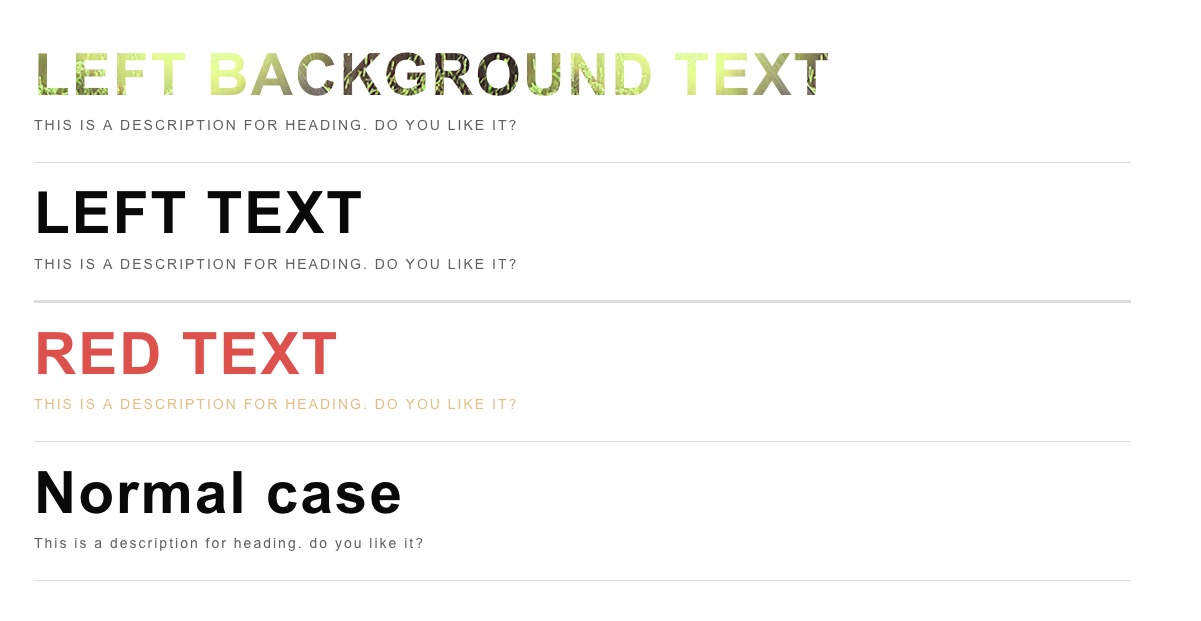 LEFT BACKGROUND TEXT
THIS IS A DESCRIPTION FOR HEADING. DO YOU LIKE IT?
LEFT TEXT
THIS IS A DESCRIPTION FOR HEADING. DO YOU LIKE IT?
RED TEXT
THIS IS A DESCRIPTION FOR HEADING. DO YOU LIKE IT?
Normal case
This is a description for heading. do you like it?